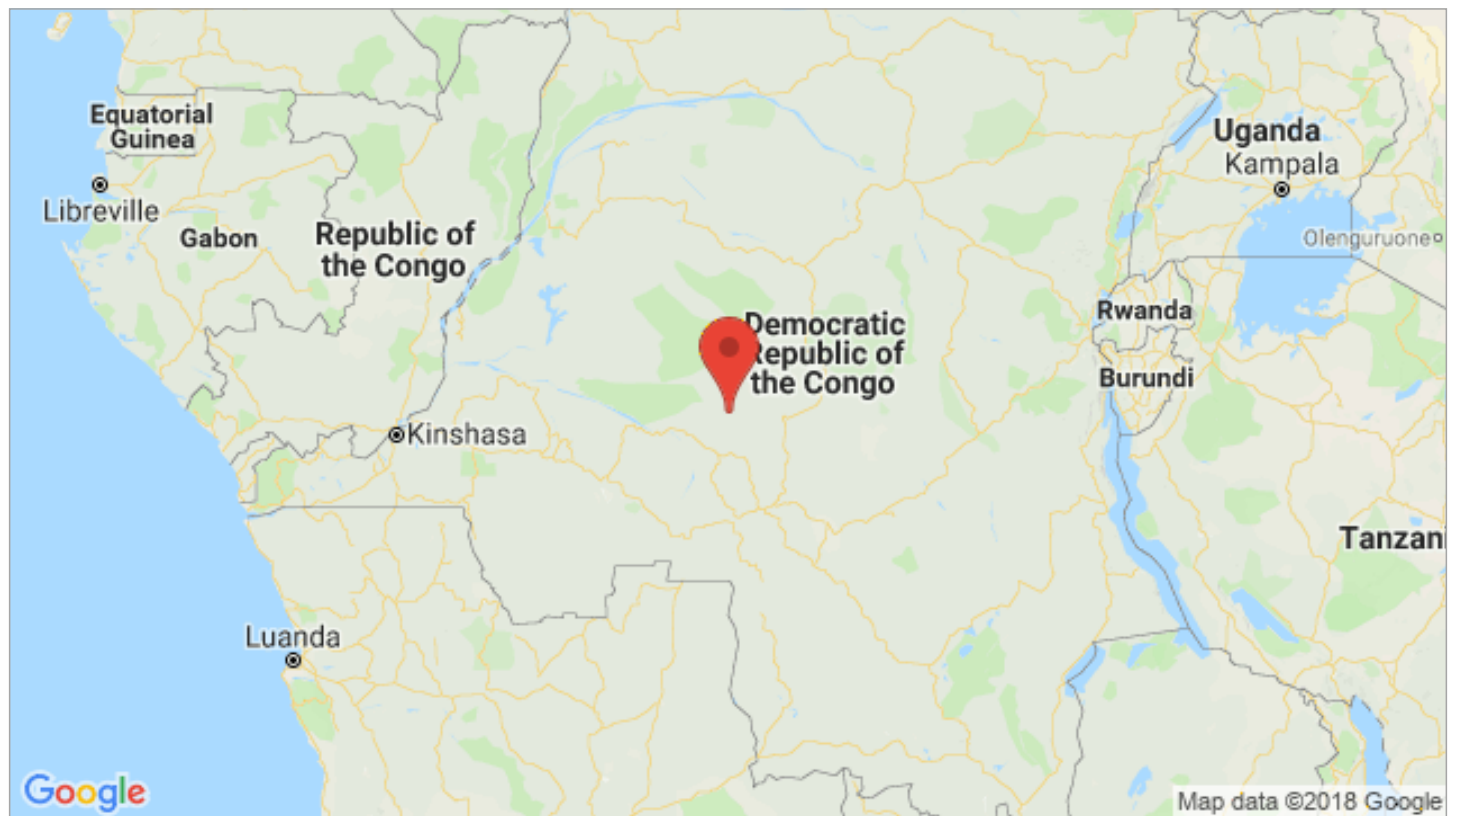 Equatorial
Guinea
Uganda
Kampala
Libreville
Gabon
Republic of
the Congo
Olenguruone
Rwanda
Democratic
Republic of
the Congo
Burundi
Kinshasa
Tanzani
Luanda
Google
Map data ©2018 Google